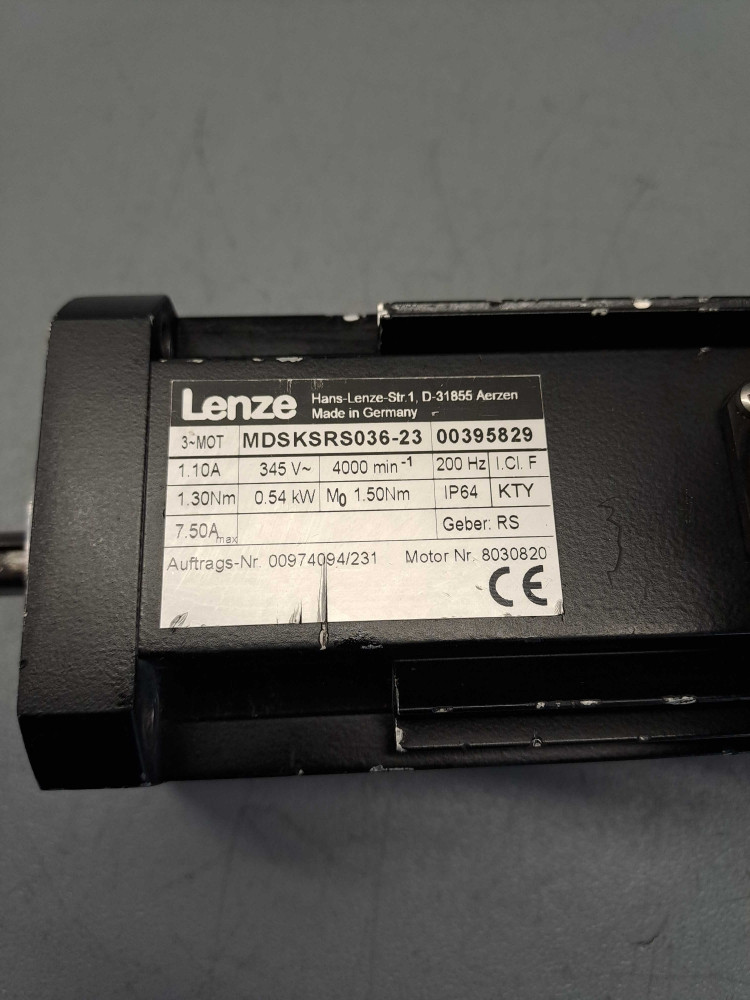 Lenze Hans-Lenze-Str.1, D-31855 Aerzen
Made in Germany
3~MOT MDSKSRS036-23 00395829
1.10A 345 V~ 4000 min-1 200 Hz I.Cl. F
1.30Nm 0.54 kW M0 1.50Nm IP64 KTY
7.50Amax Geber: RS
Auftrags-Nr. 00974094/231 Motor Nr. 8030820
CE